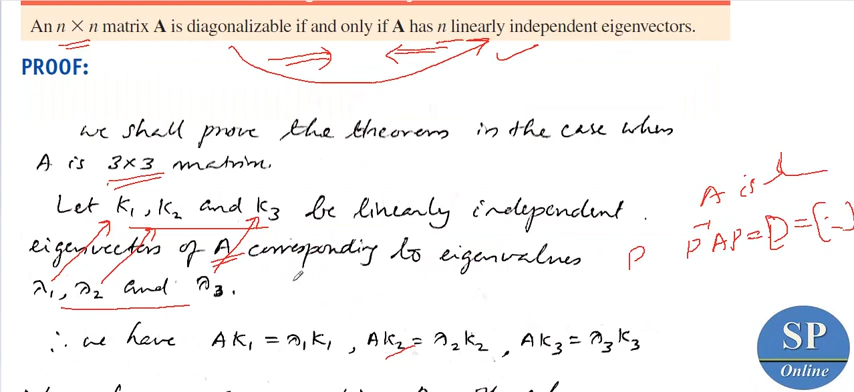 An n × n matrix A is diagonalizable if and only if A has n linearly independent eigenvectors.
PROOF:
we shall prove the theorem in the case when
A is 3×3 matrix.
Let K₁, K₂ and K₃ be linearly independent
eigenvectors of A corresponding to eigenvalues
λ₁, λ₂ and λ₃.
∴ we have AK₁ = λ₁K₁, AK₂ = λ₂K₂, AK₃ = λ₃K₃
A is
P P⁻¹AP = D =
SP
Online